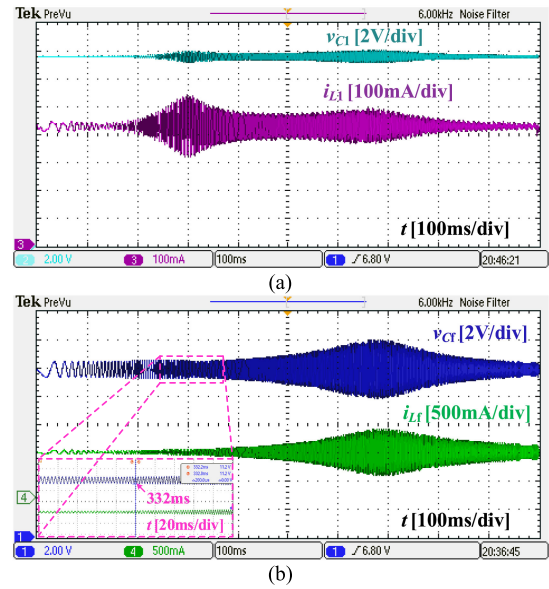 Tek PreVu 6.00kHz Noise Filter
vC1 [2V/div]
iL1 [100mA/div]
t [100ms/div]
3
2 2.00 V 3 100mA 100ms 1 6.80 V 20:46:21
(a)
Tek PreVu 6.00kHz Noise Filter
vCf [2V/div]
iLf [500mA/div]
332ms
t [20ms/div]
4
t [100ms/div]
1
1 2.00 V 4 500mA 100ms 1 6.80 V 20:36:45
(b)